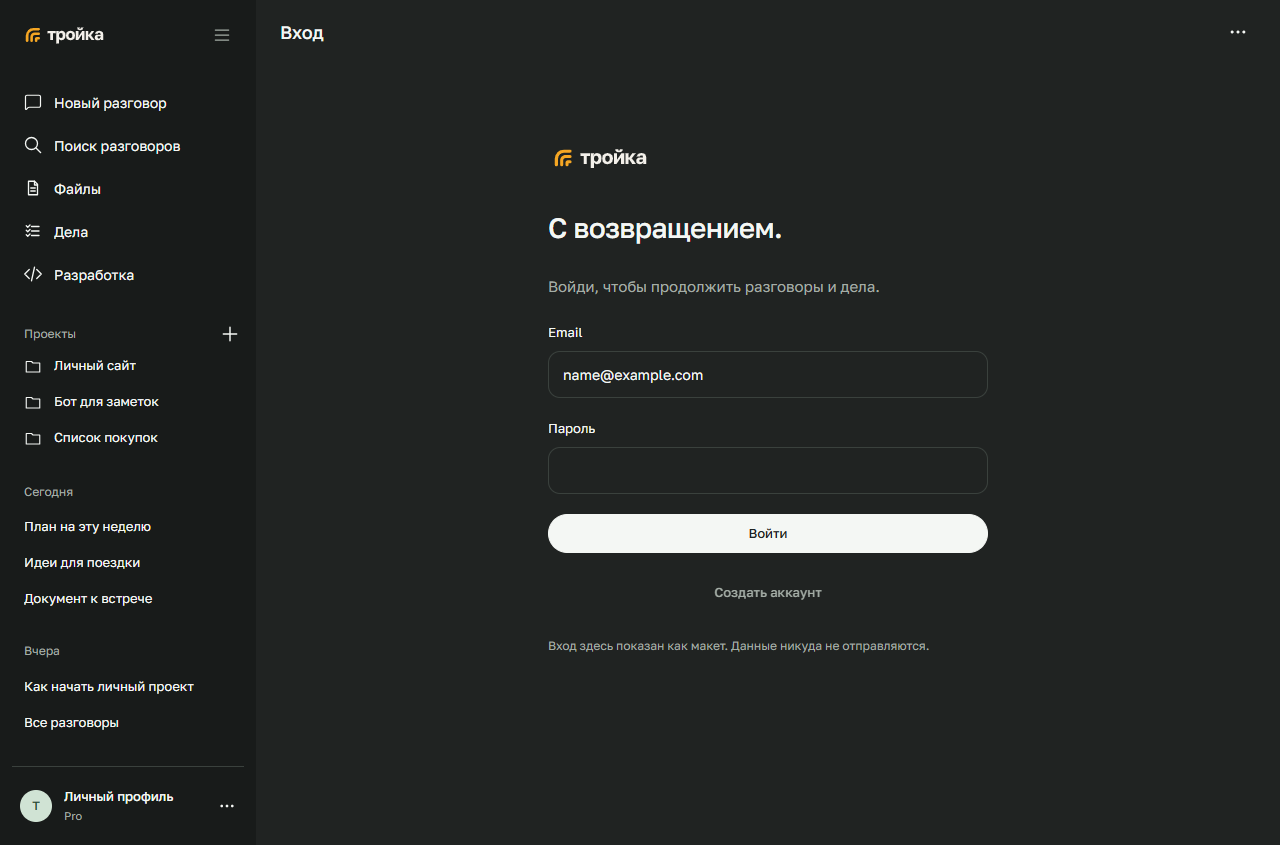 тройка
Новый разговор
Поиск разговоров
Файлы
Дела
Разработка
Проекты
Личный сайт
Бот для заметок
Список покупок
Сегодня
План на эту неделю
Идеи для поездки
Документ к встрече
Вчера
Как начать личный проект
Все разговоры
Т
Личный профиль
Pro
Вход
тройка
С возвращением.
Войди, чтобы продолжить разговоры и дела.
Email
name@example.com
Пароль
Войти
Создать аккаунт
Вход здесь показан как макет. Данные никуда не отправляются.